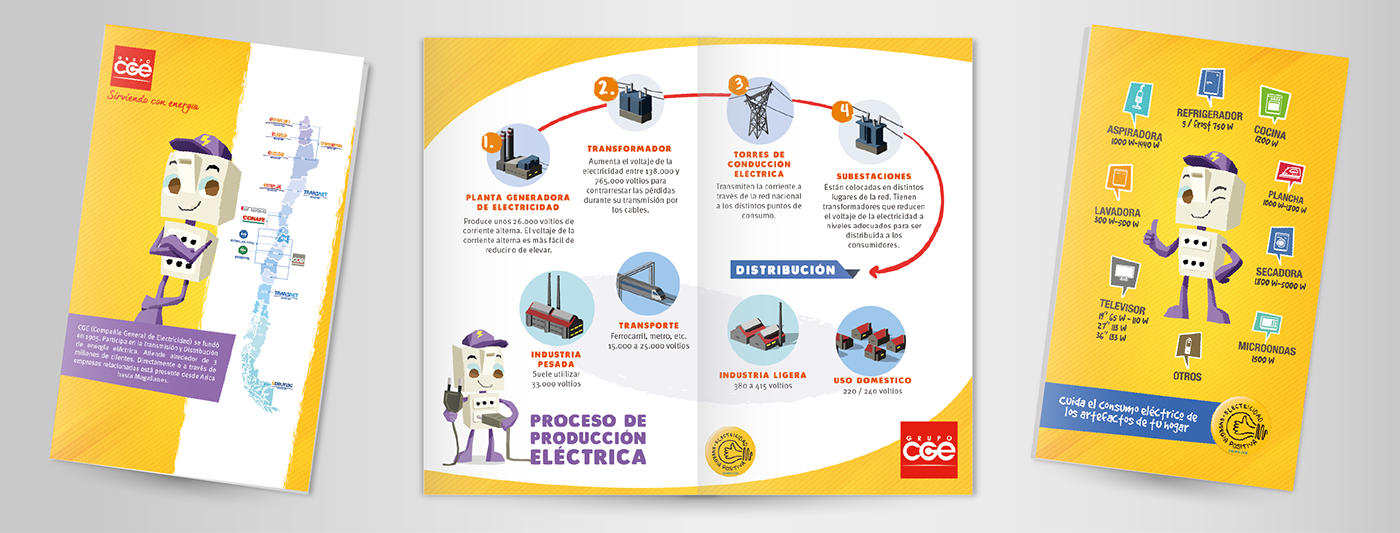 GRUPO
CGE
Sirviendo con energía
CONAFE
TRANSNET
TRANSNET
CGE (Compañía General de Electricidad) se fundó
en 1905. Participa en la Transmisión y Distribución
de energía eléctrica. Atiende alrededor de 3
millones de clientes. Directamente o a través de
empresas relacionadas está presente desde Arica
hasta Magallanes.
1.
PLANTA GENERADORA
DE ELECTRICIDAD
Produce unos 26.000 voltios de
corriente alterna. El voltaje de la
corriente alterna es más fácil de
reducir o de elevar.
2.
TRANSFORMADOR
Aumenta el voltaje de la
electricidad entre 138.000 y
765.000 voltios para
contrarrestar las pérdidas
durante su transmisión por
los cables.
3.
TORRES DE
CONDUCCIÓN
ELÉCTRICA
Transmiten la corriente a
través de la red nacional
a los distintos puntos de
consumo.
4
SUBESTACIONES
Están colocadas en distintos
lugares de la red. Tienen
transformadores que reducen
el voltaje de la electricidad a
niveles adecuados para ser
distribuida a los
consumidores.
DISTRIBUCIÓN
INDUSTRIA
PESADA
Suele utilizar
33.000 voltios
TRANSPORTE
Ferrocarril, metro, etc.
15.000 a 25.000 voltios
INDUSTRIA LIGERA
380 a 415 voltios
USO DOMÉSTICO
220 / 240 voltios
PROCESO DE
PRODUCCIÓN
ELÉCTRICA
ELECTRICIDAD
ENERGÍA POSITIVA
GRUPO
CGE
ASPIRADORA
1000 W-1440 W
REFRIGERADOR
S / frost 750 W
COCINA
1200 W
LAVADORA
300 W-500 W
PLANCHA
1000 W-1200 W
TELEVISOR
19" 65 W - 110 W
27" 113 W
36" 133 W
SECADORA
1800 W-5000 W
MICROONDAS
1500 W
OTROS
Cuida el consumo eléctrico de
los artefactos de tu hogar
ELECTRICIDAD
ENERGÍA POSITIVA